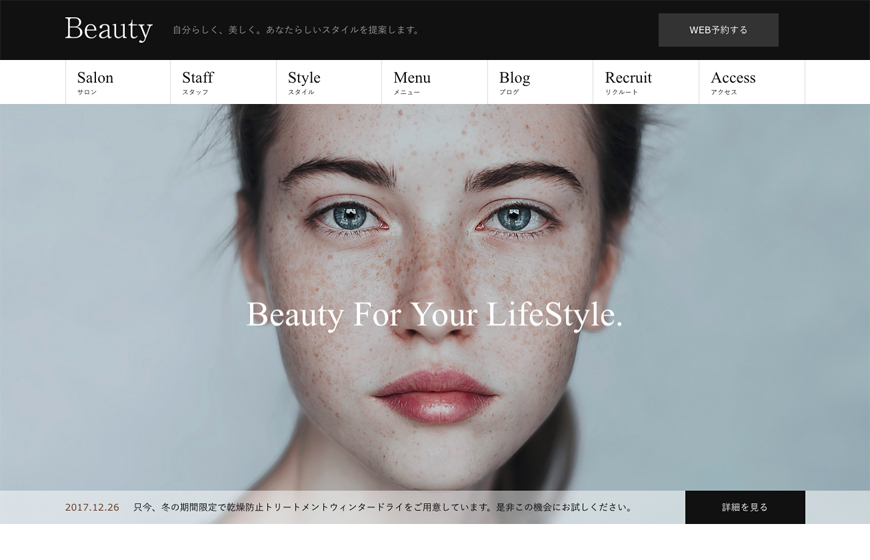 Beauty 自分らしく、美しく。あなたらしいスタイルを提案します。 WEB予約する
Salon Staff Style Menu Blog Recruit Access
サロン スタッフ スタイル メニュー ブログ リクルート アクセス
Beauty For Your LifeStyle.
2017.12.26 只今、冬の期間限定で乾燥防止トリートメントウィンタードライをご用意しています。是非この機会にお試しください。 詳細を見る